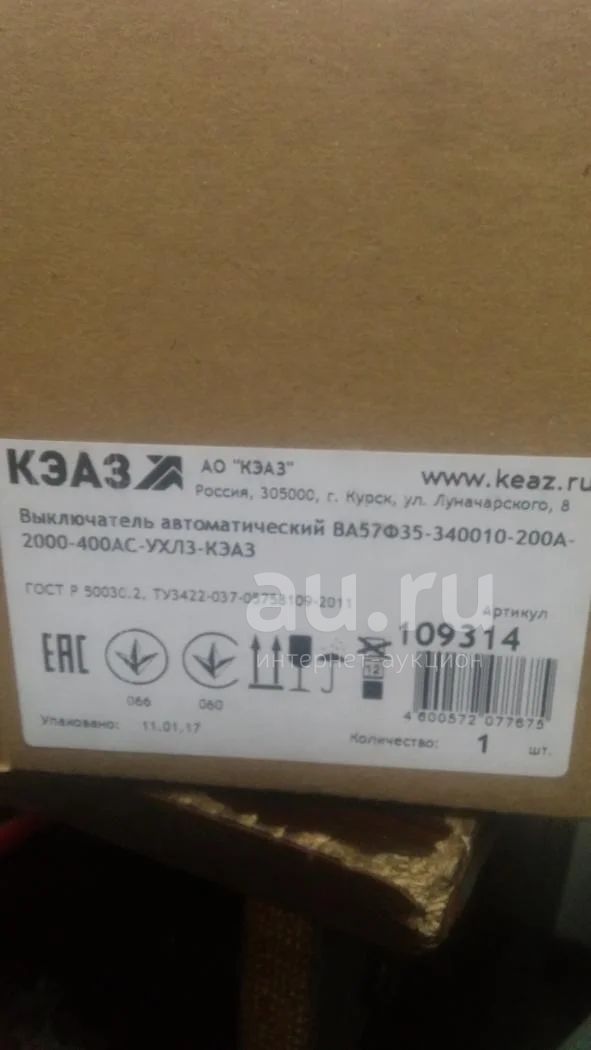 КЭАЗ
АО "КЭАЗ"
www.keaz.ru
Россия, 305000, г. Курск, ул. Луначарского, 8
Выключатель автоматический ВА57Ф35-340010-200А-
2000-400АС-УХЛ3-КЭАЗ
ГОСТ Р 50030.2, ТУ3422-037-05758109-2011
au.ru
интернет-аукцион
Артикул
109314
ЕАС
066
060
12
4 600572 077675
Упаковано: 11.01.17
Количество: 1 шт.